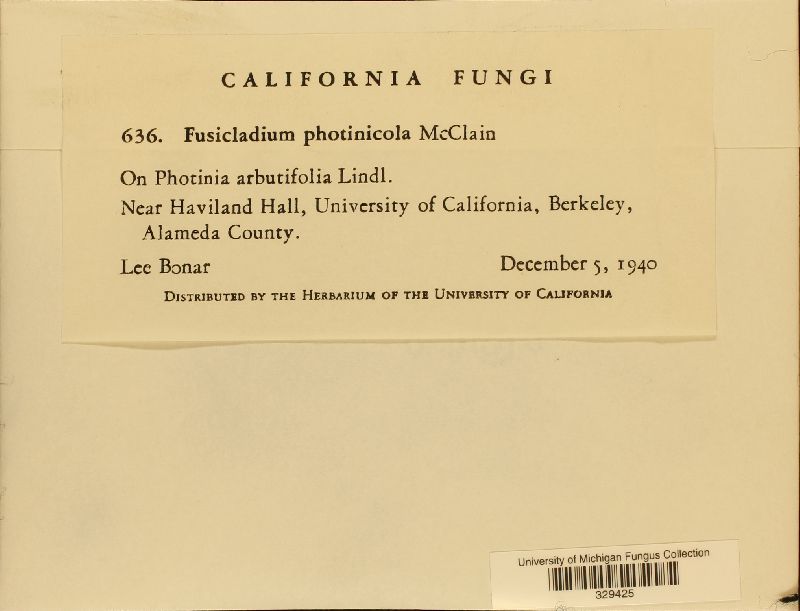 CALIFORNIA FUNGI
636. Fusicladium photinicola McClain
On Photinia arbutifolia Lindl.
Near Haviland Hall, University of California, Berkeley,
Alameda County.
Lee Bonar December 5, 1940
Distributed by the Herbarium of the University of California
University of Michigan Fungus Collection
329425